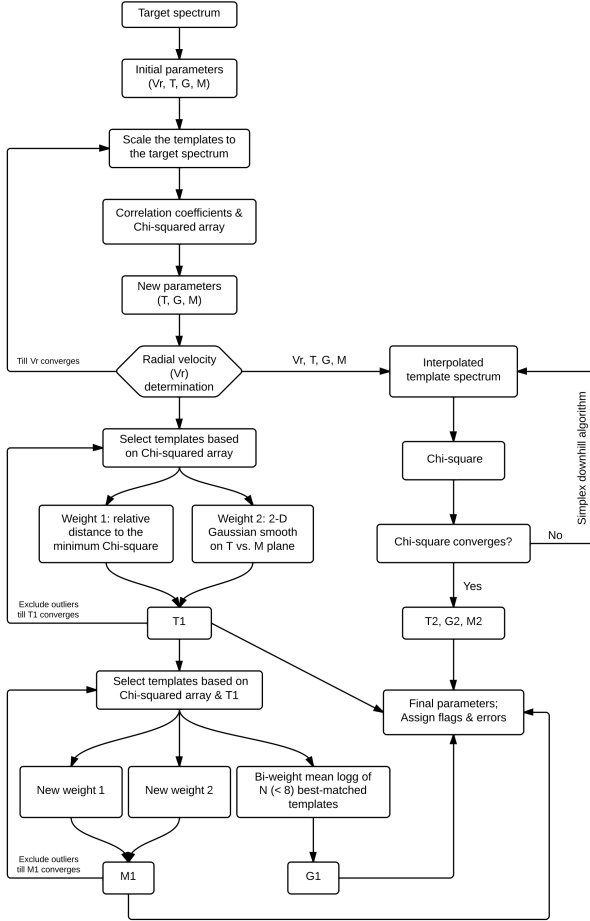 Target spectrum
Initial parameters
(Vr, T, G, M)
Scale the templates to
the target spectrum
Correlation coefficients &
Chi-squared array
New parameters
(T, G, M)
Till Vr converges
Radial velocity
(Vr)
determination
Vr, T, G, M
Interpolated
template spectrum
Simplex downhill algorithm
Select templates based
on Chi-squared array
Chi-square
Weight 1: relative
distance to the
minimum Chi-square
Weight 2: 2-D
Gaussian smooth
on T vs. M plane
Chi-square converges?
No
Yes
Exclude outliers
till T1 converges
T1
T2, G2, M2
Select templates based on
Chi-squared array & T1
Final parameters;
Assign flags & errors
New weight 1
New weight 2
Bi-weight mean logg of
N (< 8) best-matched
templates
Exclude outliers
till M1 converges
M1
G1